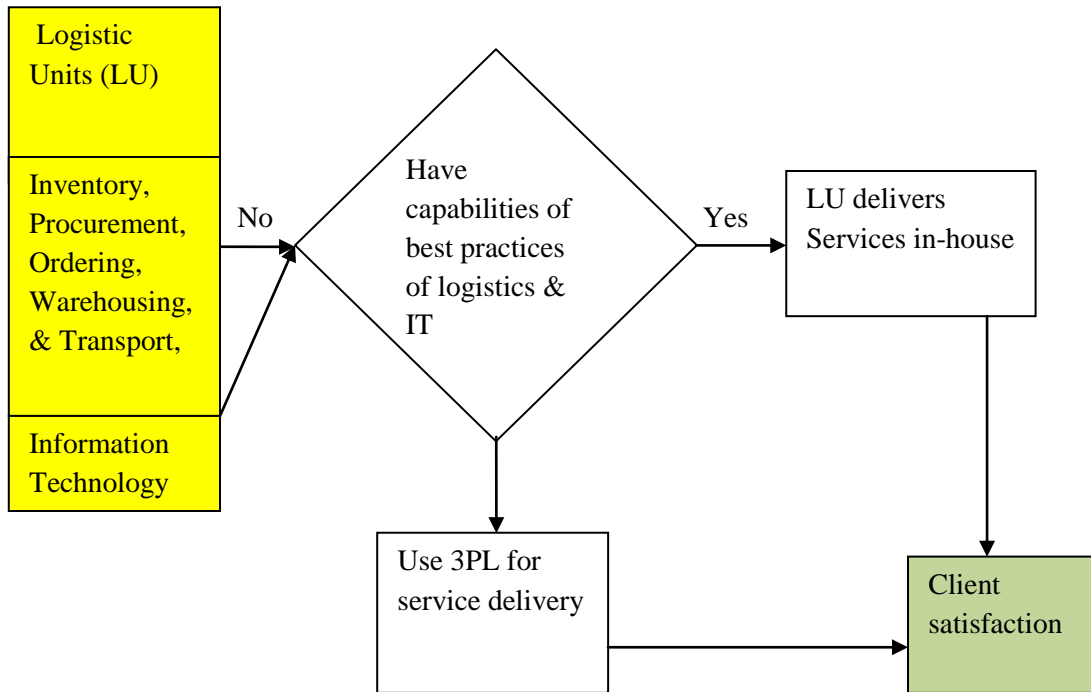 Logistic
Units (LU)
Inventory,
Procurement,
Ordering,
Warehousing,
& Transport,
Information
Technology
No
Have
capabilities of
best practices
of logistics &
IT
Yes
LU delivers
Services in-house
Use 3PL for
service delivery
Client
satisfaction